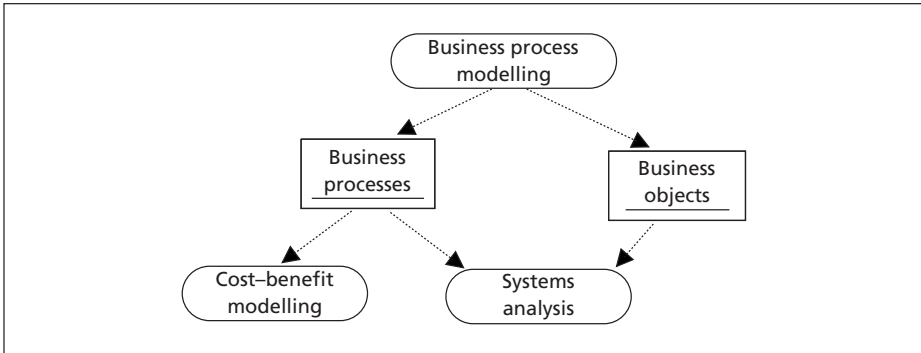 Business process
modelling
Business
processes
Business
objects
Cost–benefit
modelling
Systems
analysis